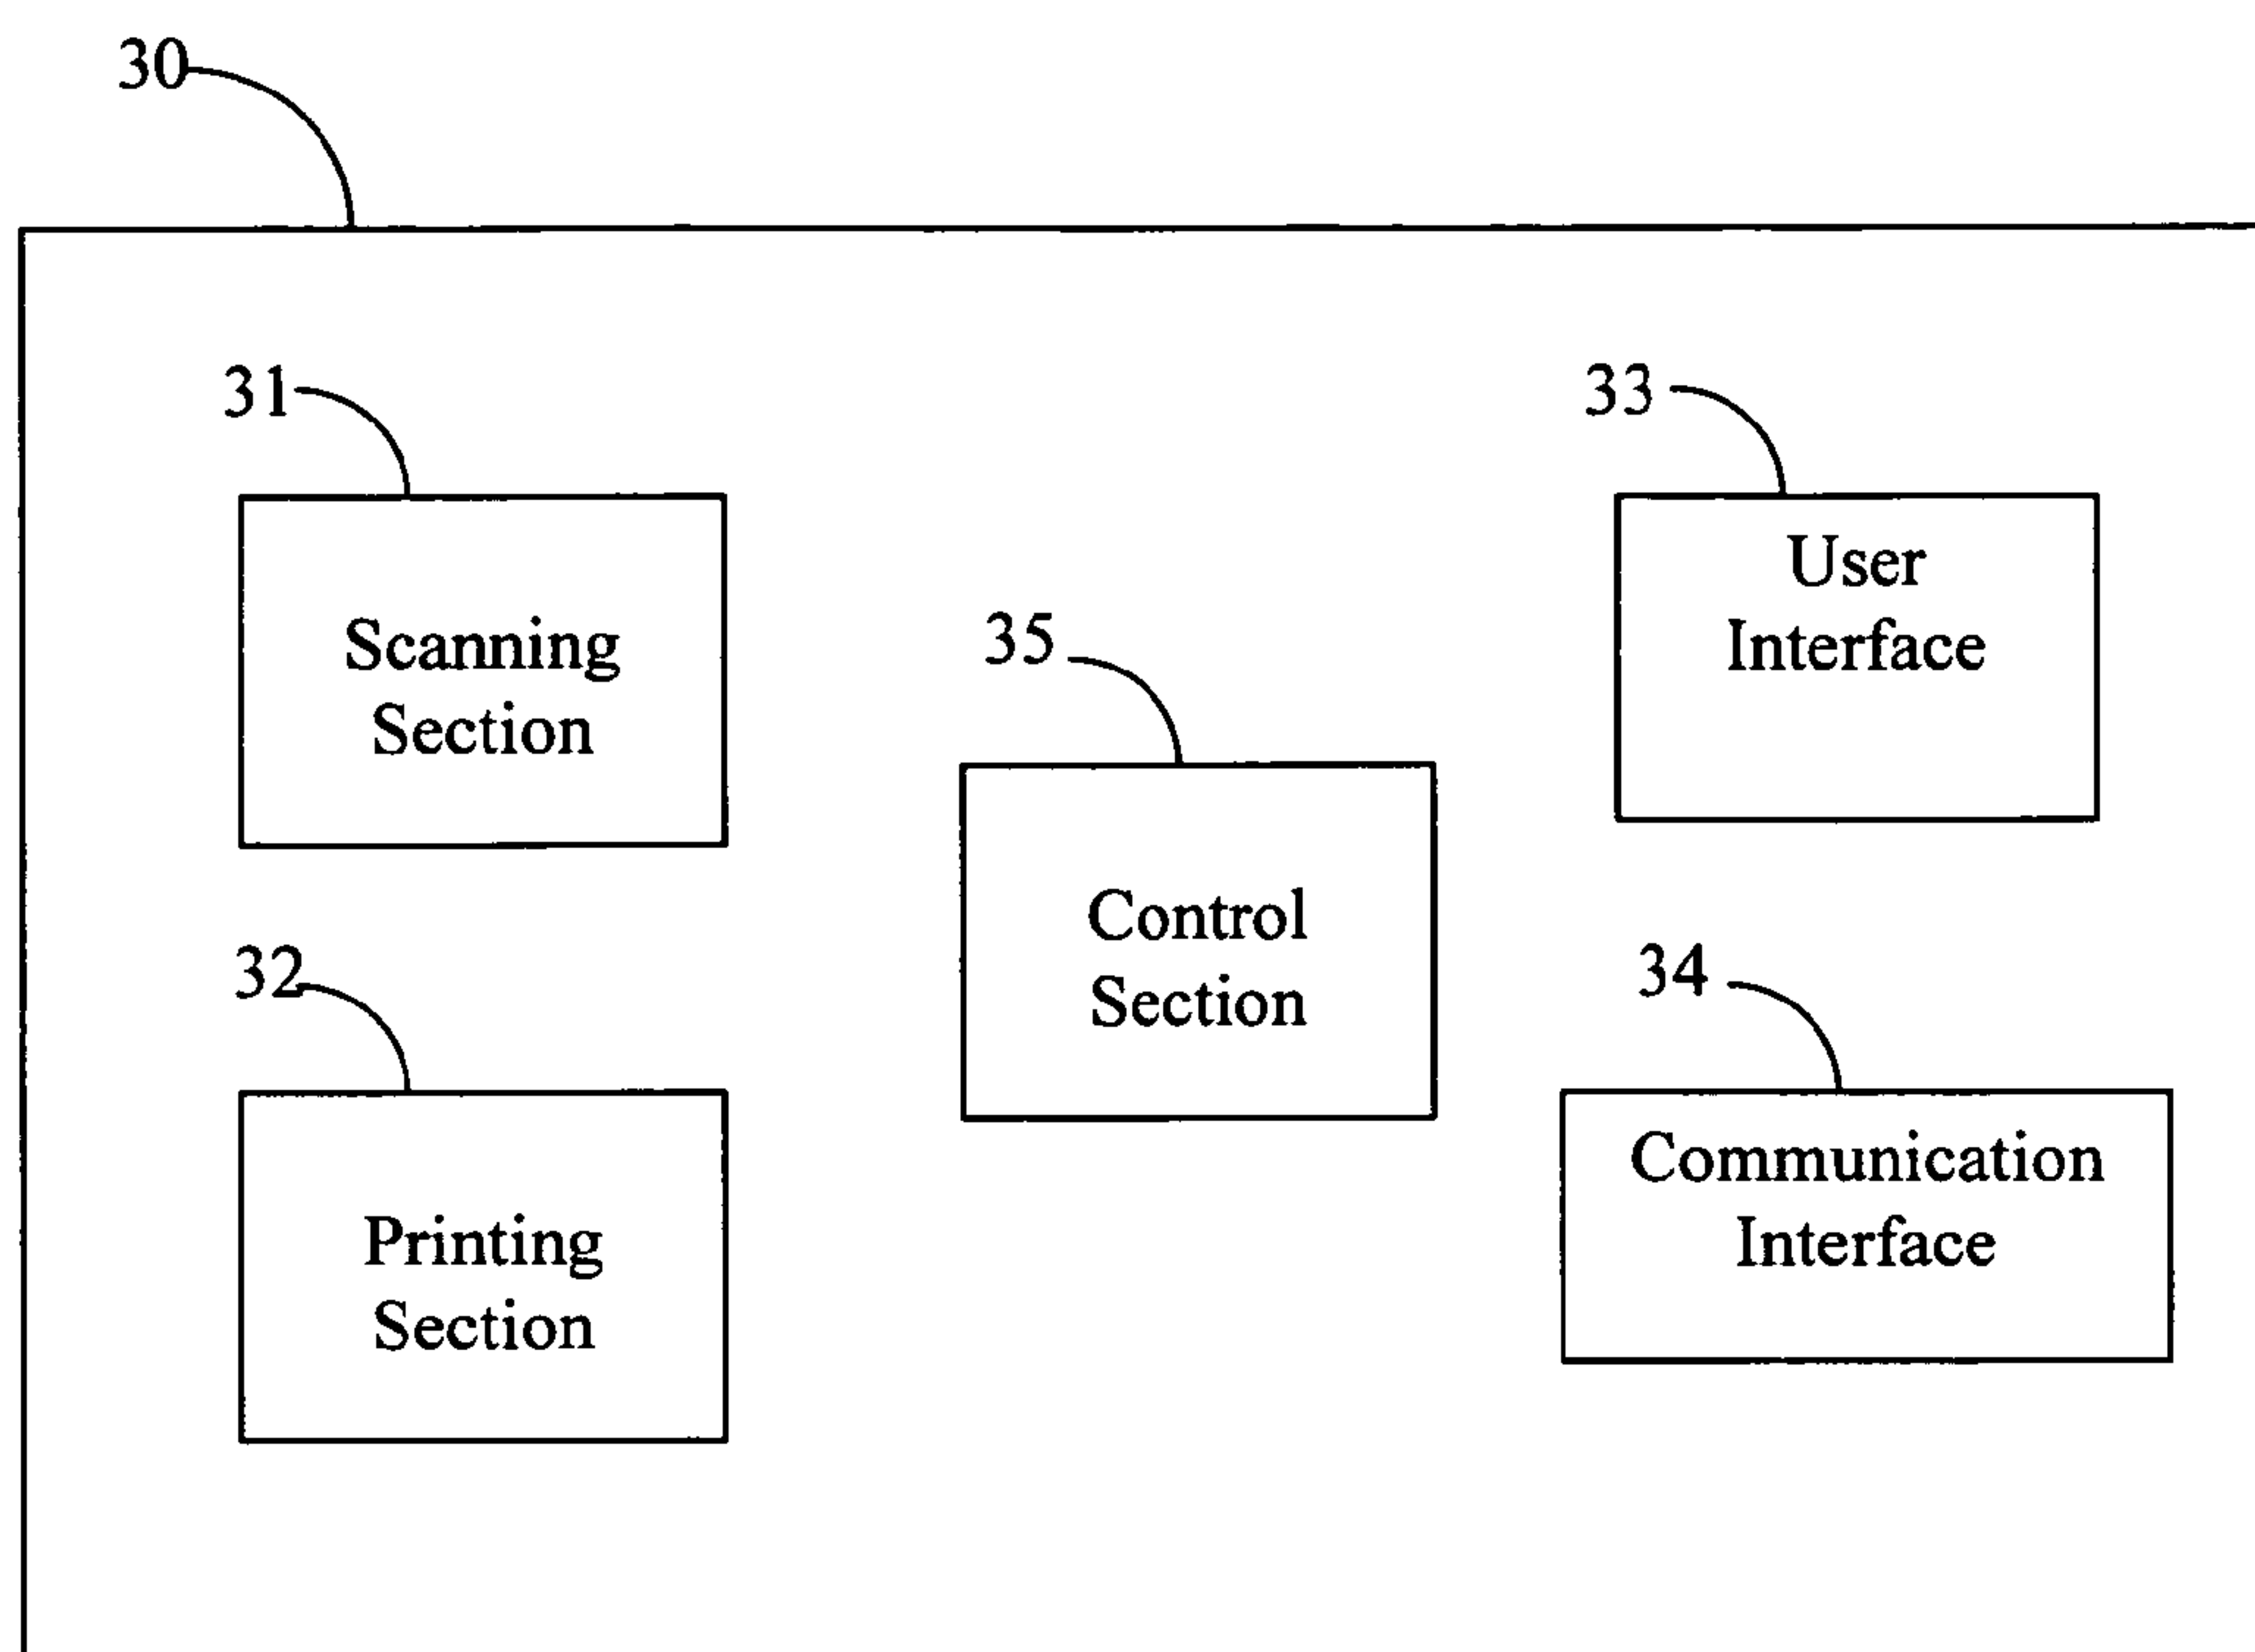 30
31
Scanning
Section
33
User
Interface
35
Control
Section
32
Printing
Section
34
Communication
Interface